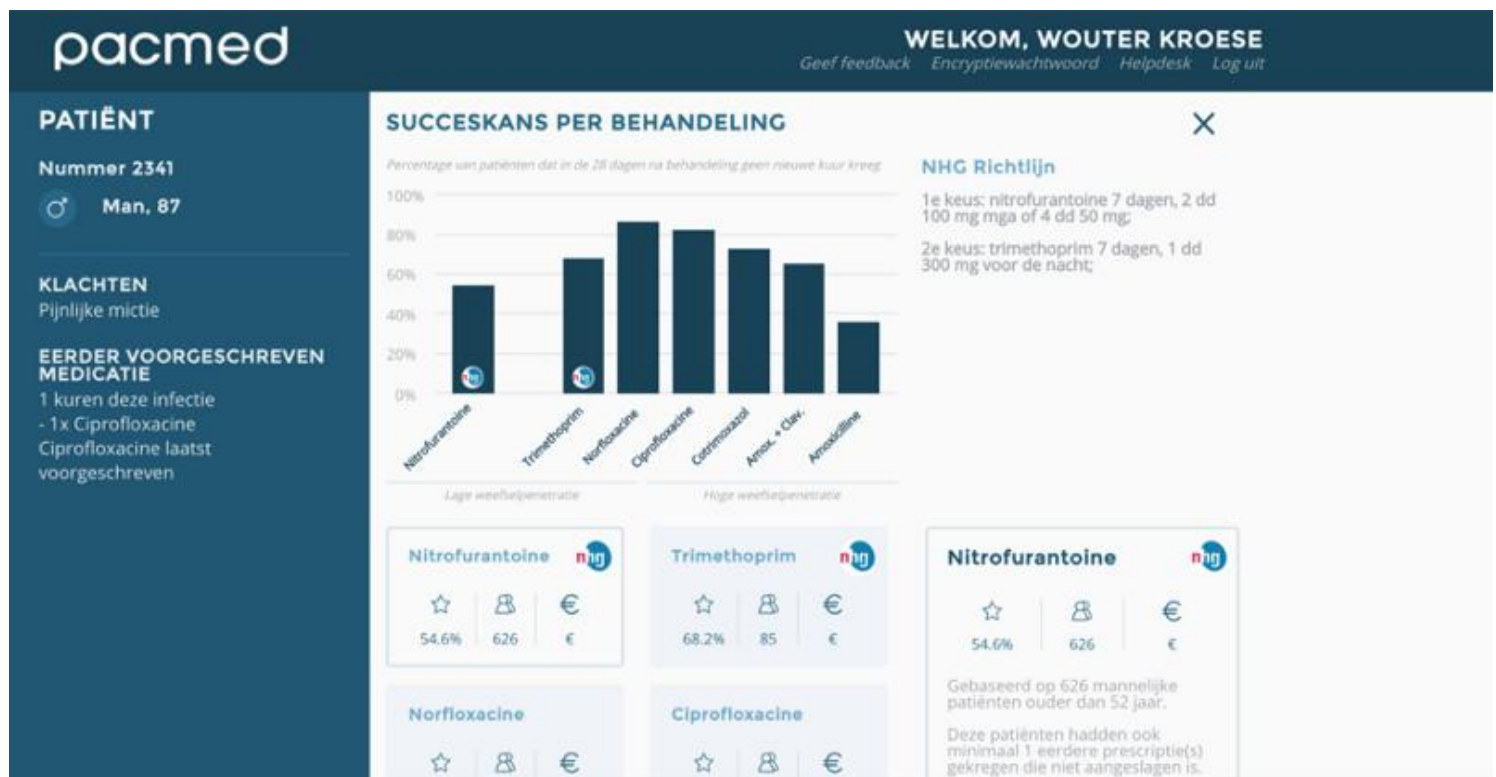 pacmed
WELKOM, WOUTER KROESE
Geef feedback Encryptiewachtwoord Helpdesk Log uit
PATIËNT
Nummer 2341
Man, 87
KLACHTEN
Pijnlijke mictie
EERDER VOORGESCHREVEN
MEDICATIE
1 kuren deze infectie
- 1x Ciprofloxacine
Ciprofloxacine laatst
voorgeschreven
SUCCESKANS PER BEHANDELING
Percentage van patiënten dat in de 28 dagen na behandeling geen nieuwe kuur kreeg
100%
80%
60%
40%
20%
0%
nhg
nhg
Nitrofurantoine
Trimethoprim
Norfloxacine
Ciprofloxacine
Cotrimoxazol
Amox. + Clav.
Amoxicilline
Lage weefselpenetratie
Hoge weefselpenetratie
NHG Richtlijn
1e keus: nitrofurantoine 7 dagen, 2 dd
100 mg mga of 4 dd 50 mg;
2e keus: trimethoprim 7 dagen, 1 dd
300 mg voor de nacht;
Nitrofurantoine nhg
€
54.6% 626 €
Trimethoprim nhg
€
68.2% 85 €
Norfloxacine
€
Ciprofloxacine
€
Nitrofurantoine nhg
€
54.6% 626 €
Gebaseerd op 626 mannelijke
patiënten ouder dan 52 jaar.
Deze patiënten hadden ook
minimaal 1 eerdere prescriptie(s)
gekregen die niet aangeslagen is.